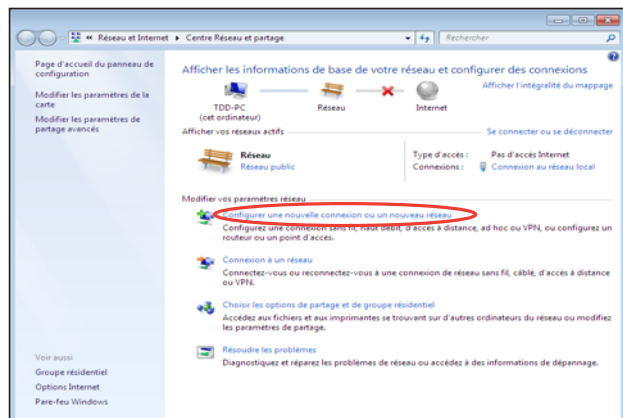 « Réseau et Internet ▸ Centre Réseau et partage
Rechercher
Page d'accueil du panneau de
configuration
Modifier les paramètres de la
carte
Modifier les paramètres de
partage avancés
Voir aussi
Groupe résidentiel
Options Internet
Pare-feu Windows
Afficher les informations de base de votre réseau et configurer des connexions
Afficher l'intégralité du mappage
TDD-PC
(cet ordinateur)
Réseau
Internet
Afficher vos réseaux actifs
Se connecter ou se déconnecter
Réseau
Réseau public
Type d'accès : Pas d'accès Internet
Connexions : Connexion au réseau local
Modifier vos paramètres réseau
Configurer une nouvelle connexion ou un nouveau réseau
Configurez une connexion sans fil, haut débit, d'accès à distance, ad hoc ou VPN, ou configurez un
routeur ou un point d'accès.
Connexion à un réseau
Connectez-vous ou reconnectez-vous à une connexion de réseau sans fil, câblé, d'accès à distance
ou VPN.
Choisir les options de partage et de groupe résidentiel
Accédez aux fichiers et aux imprimantes se trouvant sur d'autres ordinateurs du réseau ou modifiez
les paramètres de partage.
Résoudre les problèmes
Diagnostiquez et réparez les problèmes de réseau ou accédez à des informations de dépannage.